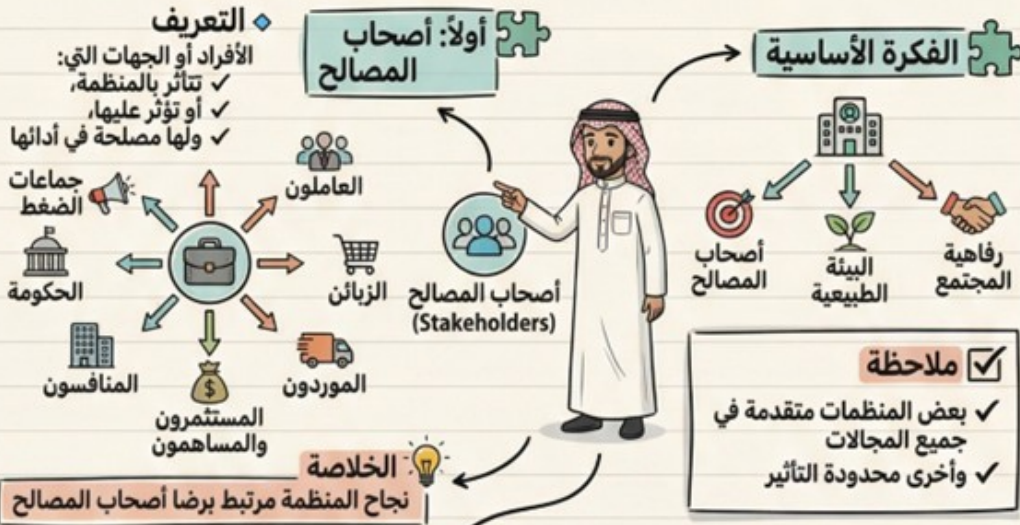 الفكرة الأساسية
أصحاب
المصالح
البيئة
الطبيعية
رفاهية
المجتمع
ملاحظة
✓ بعض المنظمات متقدمة في
جميع المجالات
✓ وأخرى محدودة التأثير
أولاً: أصحاب
المصالح
أصحاب المصالح
(Stakeholders)
التعريف
الأفراد أو الجهات التي:
✓ تتأثر بالمنظمة،
✓ أو تؤثر عليها،
✓ ولها مصلحة في أدائها
العاملون
الزبائن
الموردون
المستثمرون
والمساهمون
المنافسون
الحكومة
جماعات
الضغط
الخلاصة
نجاح المنظمة مرتبط برضا أصحاب المصالح